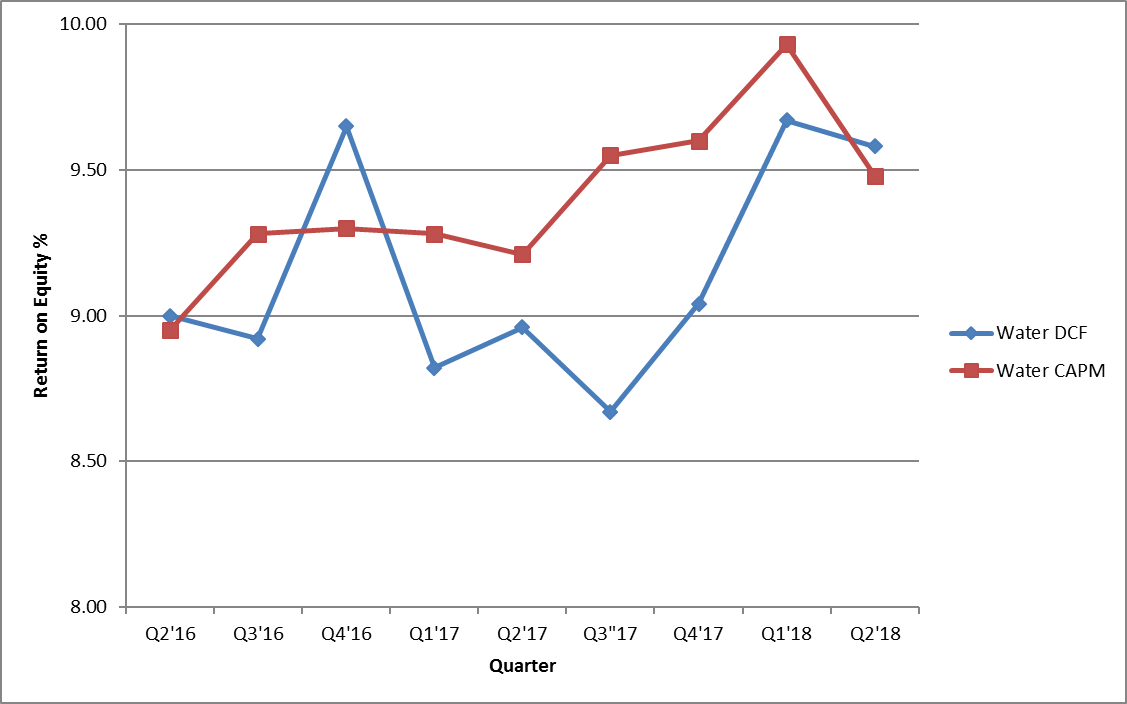 10.00
9.50
9.00
8.50
8.00
Return on Equity %
Q2'16 Q3'16 Q4'16 Q1'17 Q2'17 Q3''17 Q4'17 Q1'18 Q2'18
Quarter
Water DCF
Water CAPM